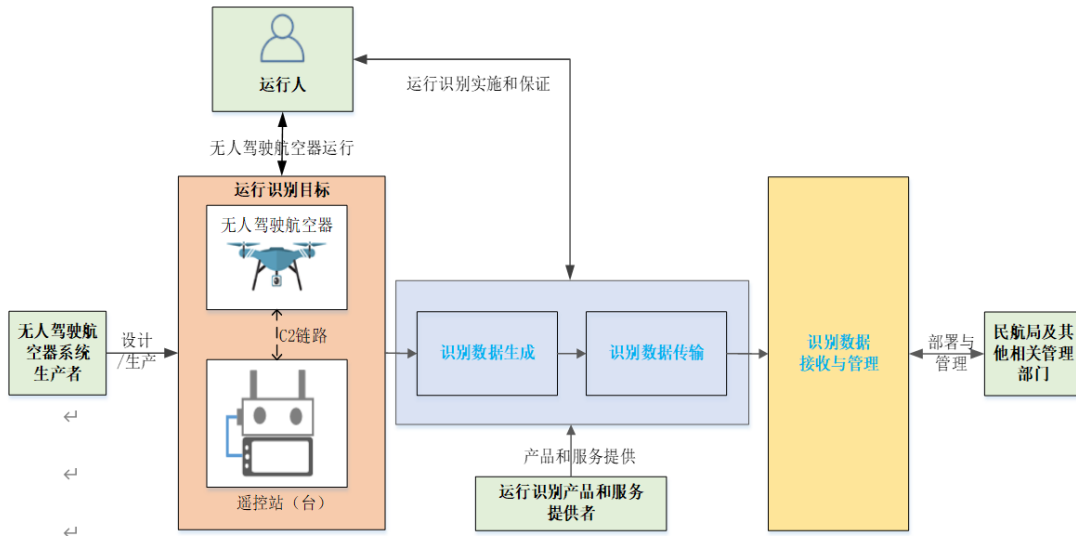 运行人
运行识别实施和保证
无人驾驶航空器运行
运行识别目标
无人驾驶航空器
C2链路
遥控站（台）
无人驾驶航
空器系统
生产者
设计
/生产
识别数据生成
识别数据传输
识别数据
接收与管理
部署与
管理
民航局及其
他相关管理
部门
产品和服务提供
运行识别产品和服务
提供者